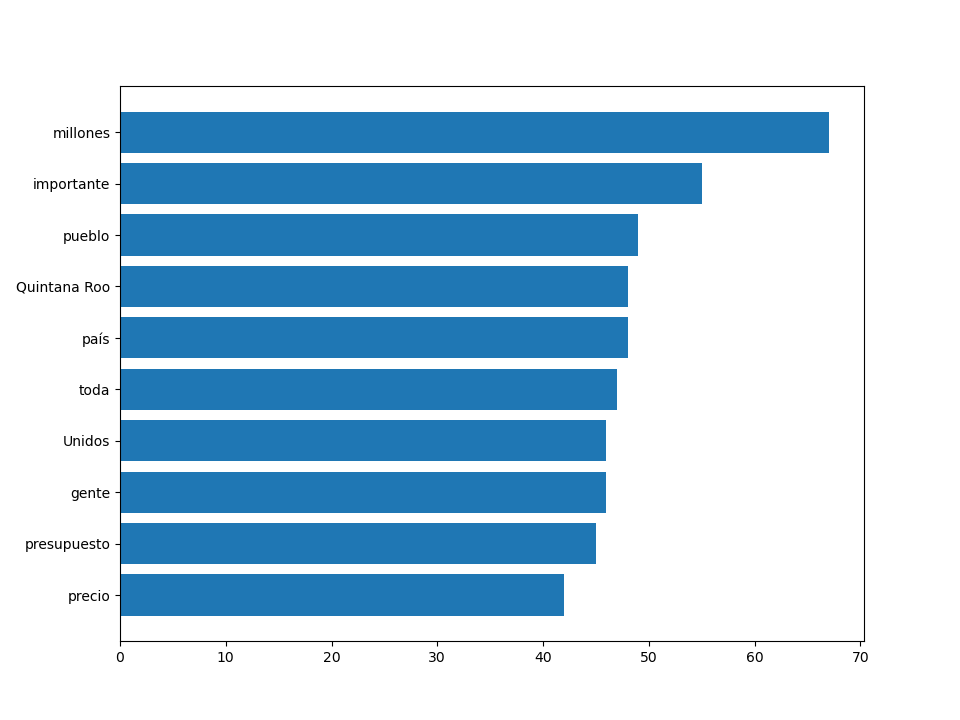 millones
importante
pueblo
Quintana Roo
país
toda
Unidos
gente
presupuesto
precio
0 10 20 30 40 50 60 70